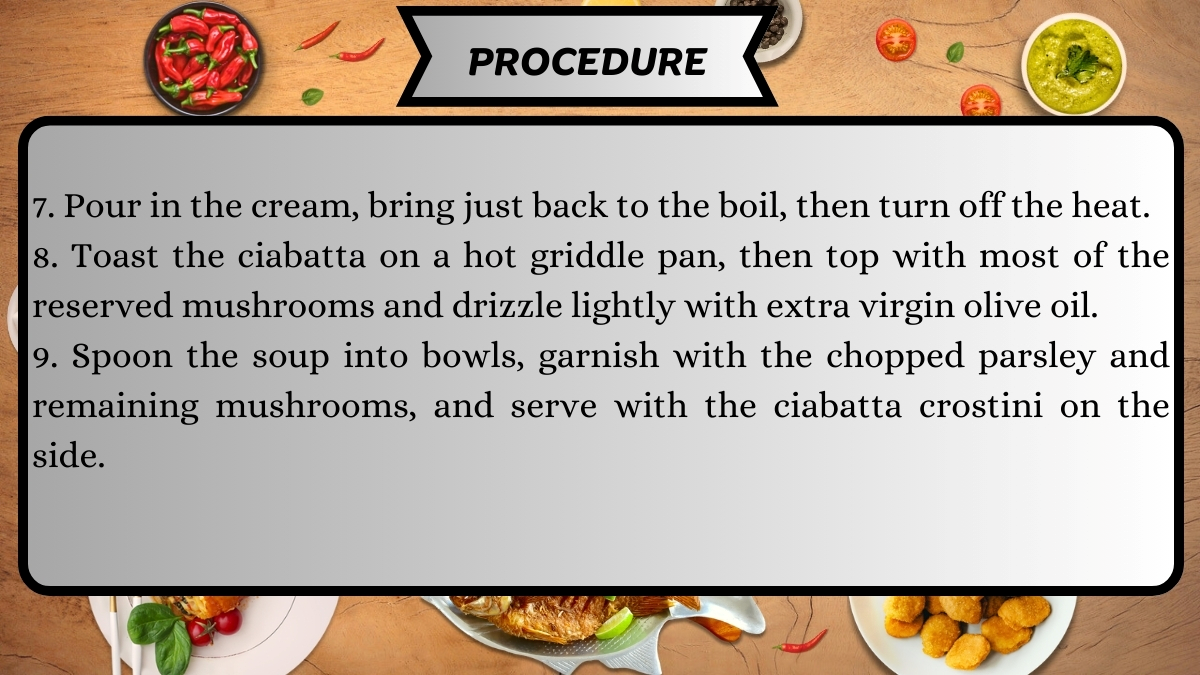 PROCEDURE
7. Pour in the cream, bring just back to the boil, then turn off the heat.
8. Toast the ciabatta on a hot griddle pan, then top with most of the
reserved mushrooms and drizzle lightly with extra virgin olive oil.
9. Spoon the soup into bowls, garnish with the chopped parsley and
remaining mushrooms, and serve with the ciabatta crostini on the
side.